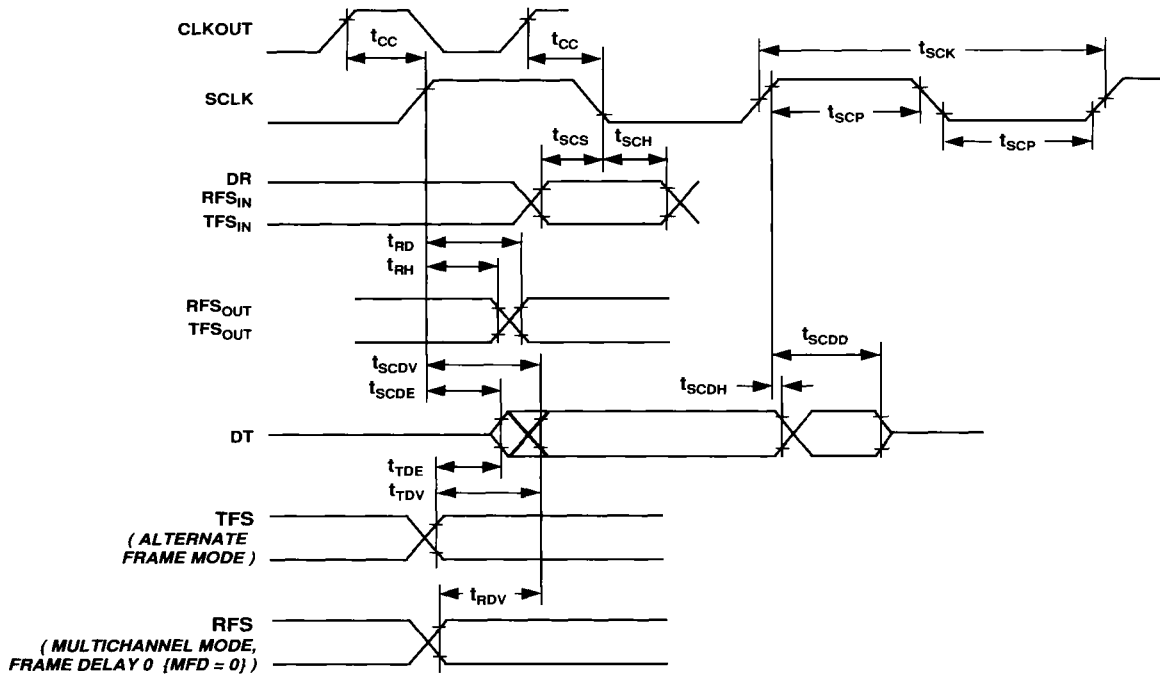 CLKOUT
tCC
tCC
tSCK
SCLK
tSCP
tSCP
tSCS
tSCH
DR
RFSIN
TFSIN
tRD
tRH
RFSOUT
TFSOUT
tSCDV
tSCDE
tSCDD
tSCDH
DT
tTDE
tTDV
TFS
( ALTERNATE
FRAME MODE )
tRDV
RFS
( MULTICHANNEL MODE,
FRAME DELAY 0 {MFD = 0} )